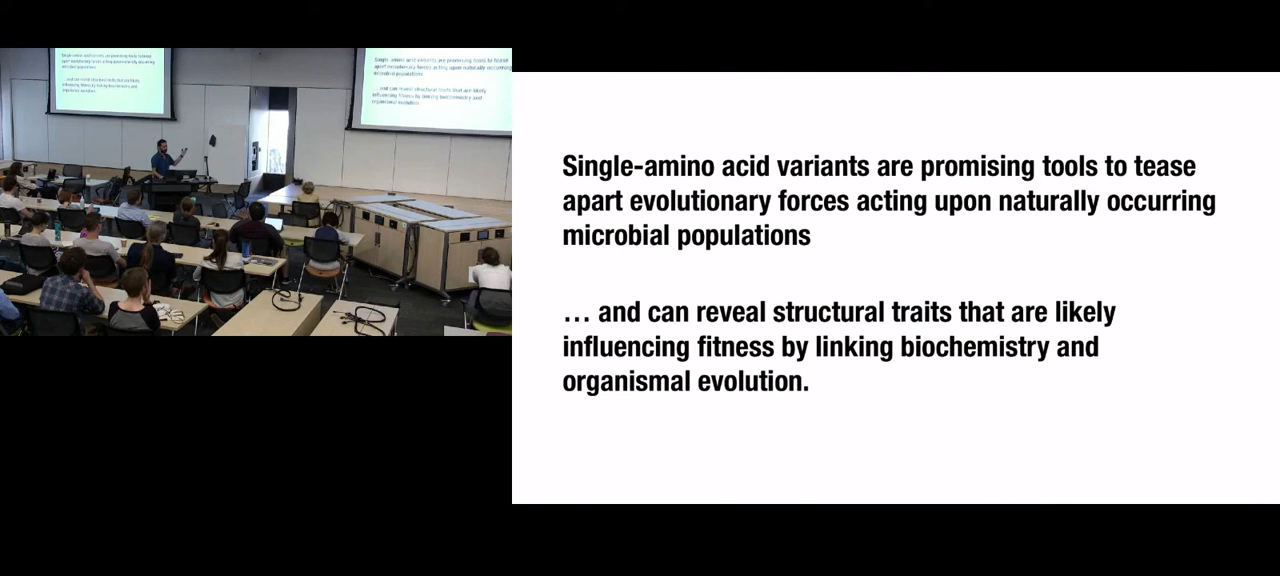 Single-amino acid variants are promising tools to tease
apart evolutionary forces acting upon naturally occurring
microbial populations
… and can reveal structural traits that are likely
influencing fitness by linking biochemistry and
organismal evolution.